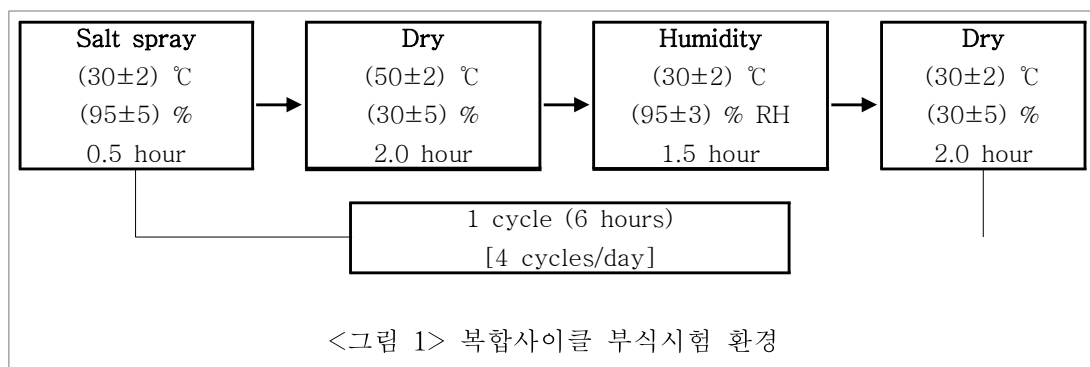 Salt spray
(30±2) ℃
(95±5) %
0.5 hour
Dry
(50±2) ℃
(30±5) %
2.0 hour
Humidity
(30±2) ℃
(95±3) % RH
1.5 hour
Dry
(30±2) ℃
(30±5) %
2.0 hour
1 cycle (6 hours)
[4 cycles/day]
<그림 1> 복합사이클 부식시험 환경